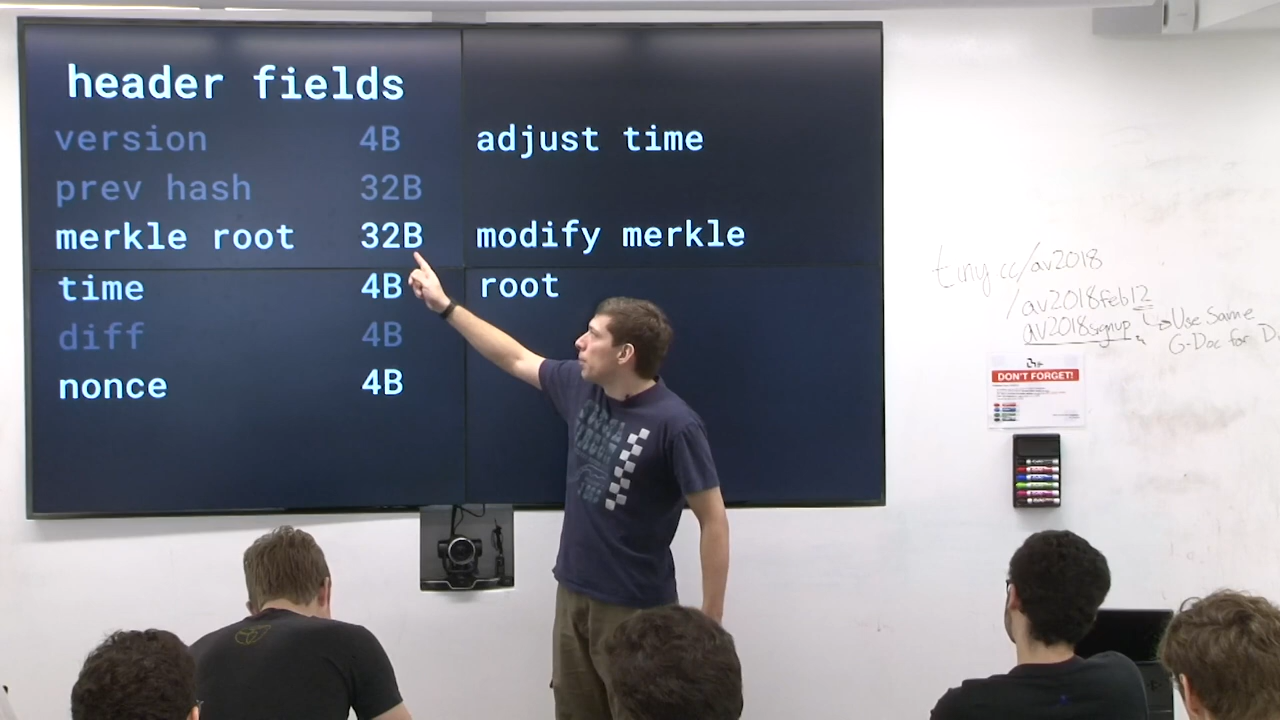 header fields
version 4B adjust time
prev hash 32B
merkle root 32B modify merkle
time 4B root
diff 4B
nonce 4B
tiny.cc/av2018
/av2018feb12
av2018signup
Use Same
G-Doc for
DON'T FORGET!